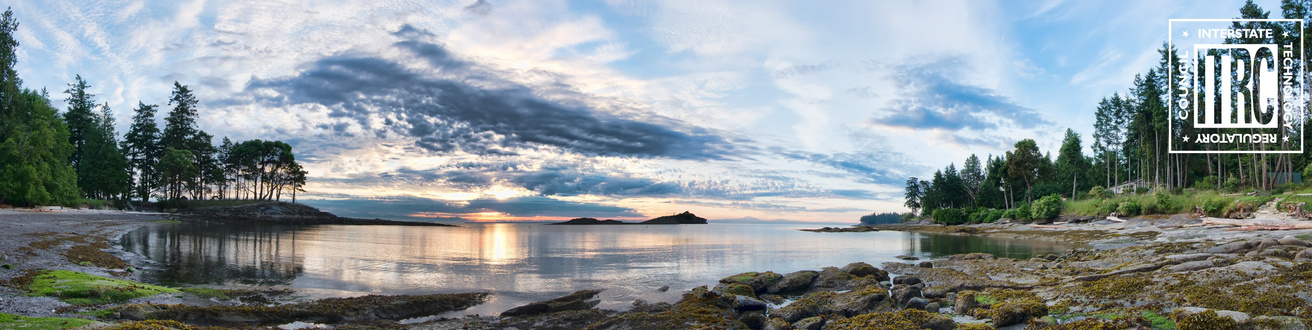 INTERSTATE
TECHNOLOGY
REGULATORY
COUNCIL
ITRC